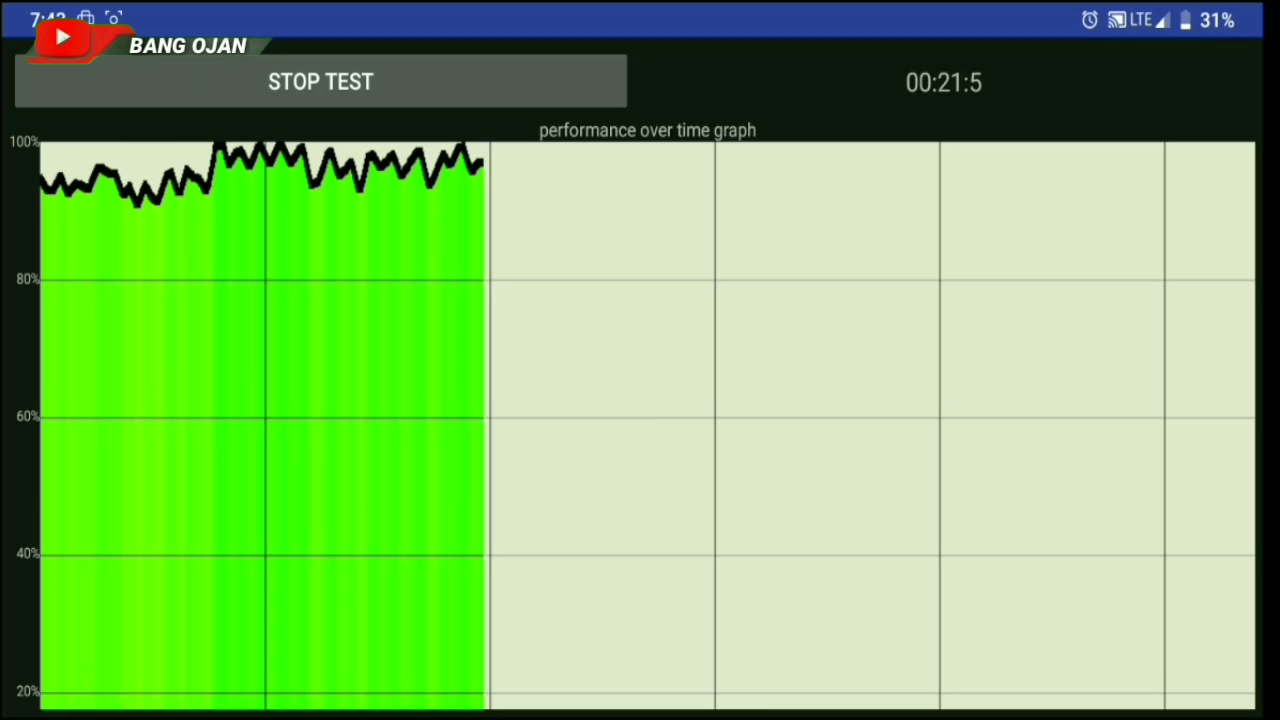 LTE 31%
BANG OJAN
STOP TEST
00:21:5
performance over time graph
100%
80%
60%
40%
20%